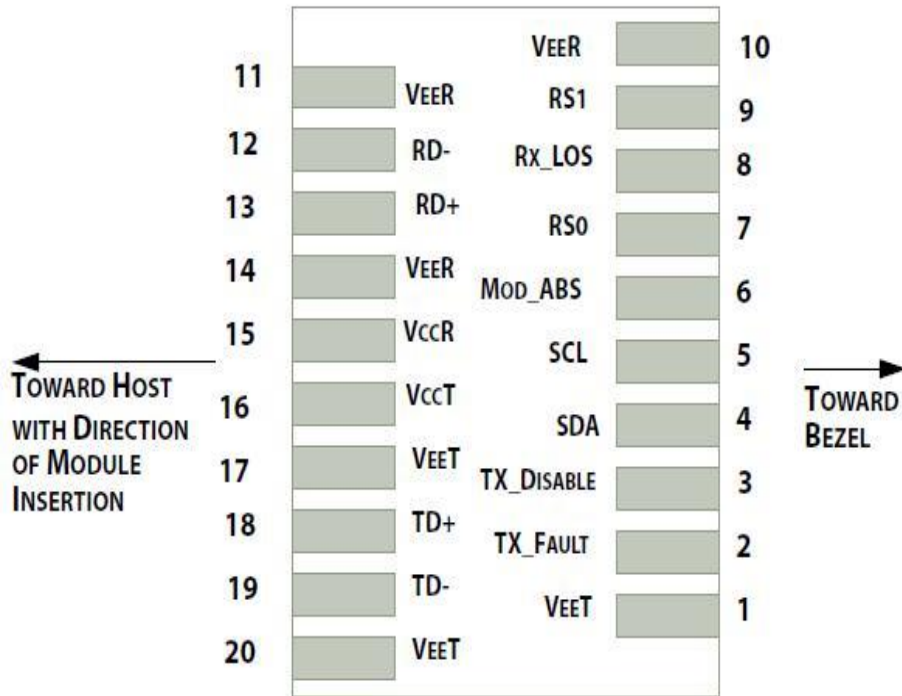 11
VEER
12
RD-
13
RD+
14
VEER
15
VCCR
16
VCCT
17
VEET
18
TD+
19
TD-
20
VEET
VEER
10
RS1
9
RX_LOS
8
RS0
7
MOD_ABS
6
SCL
5
SDA
4
TX_DISABLE
3
TX_FAULT
2
VEET
1
TOWARD HOST
WITH DIRECTION
OF MODULE
INSERTION
TOWARD
BEZEL